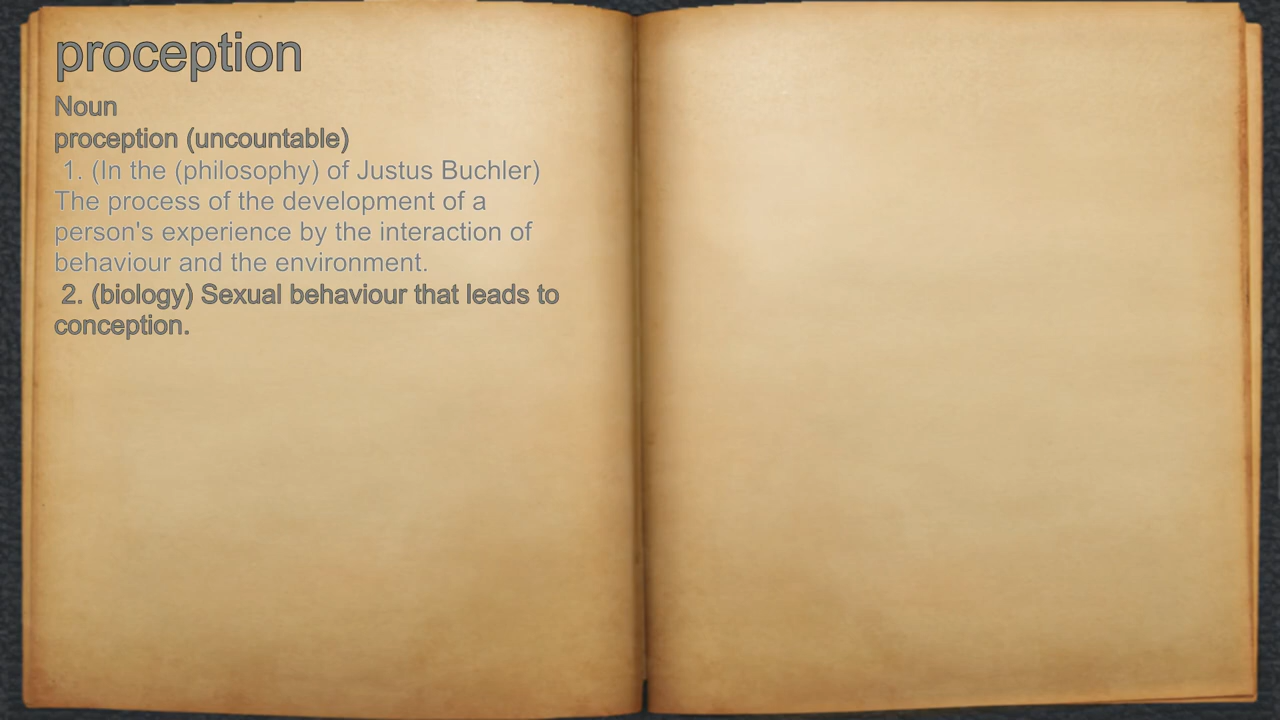 proception
Noun
proception (uncountable)
1. (In the (philosophy) of Justus Buchler)
The process of the development of a
person's experience by the interaction of
behaviour and the environment.
2. (biology) Sexual behaviour that leads to
conception.